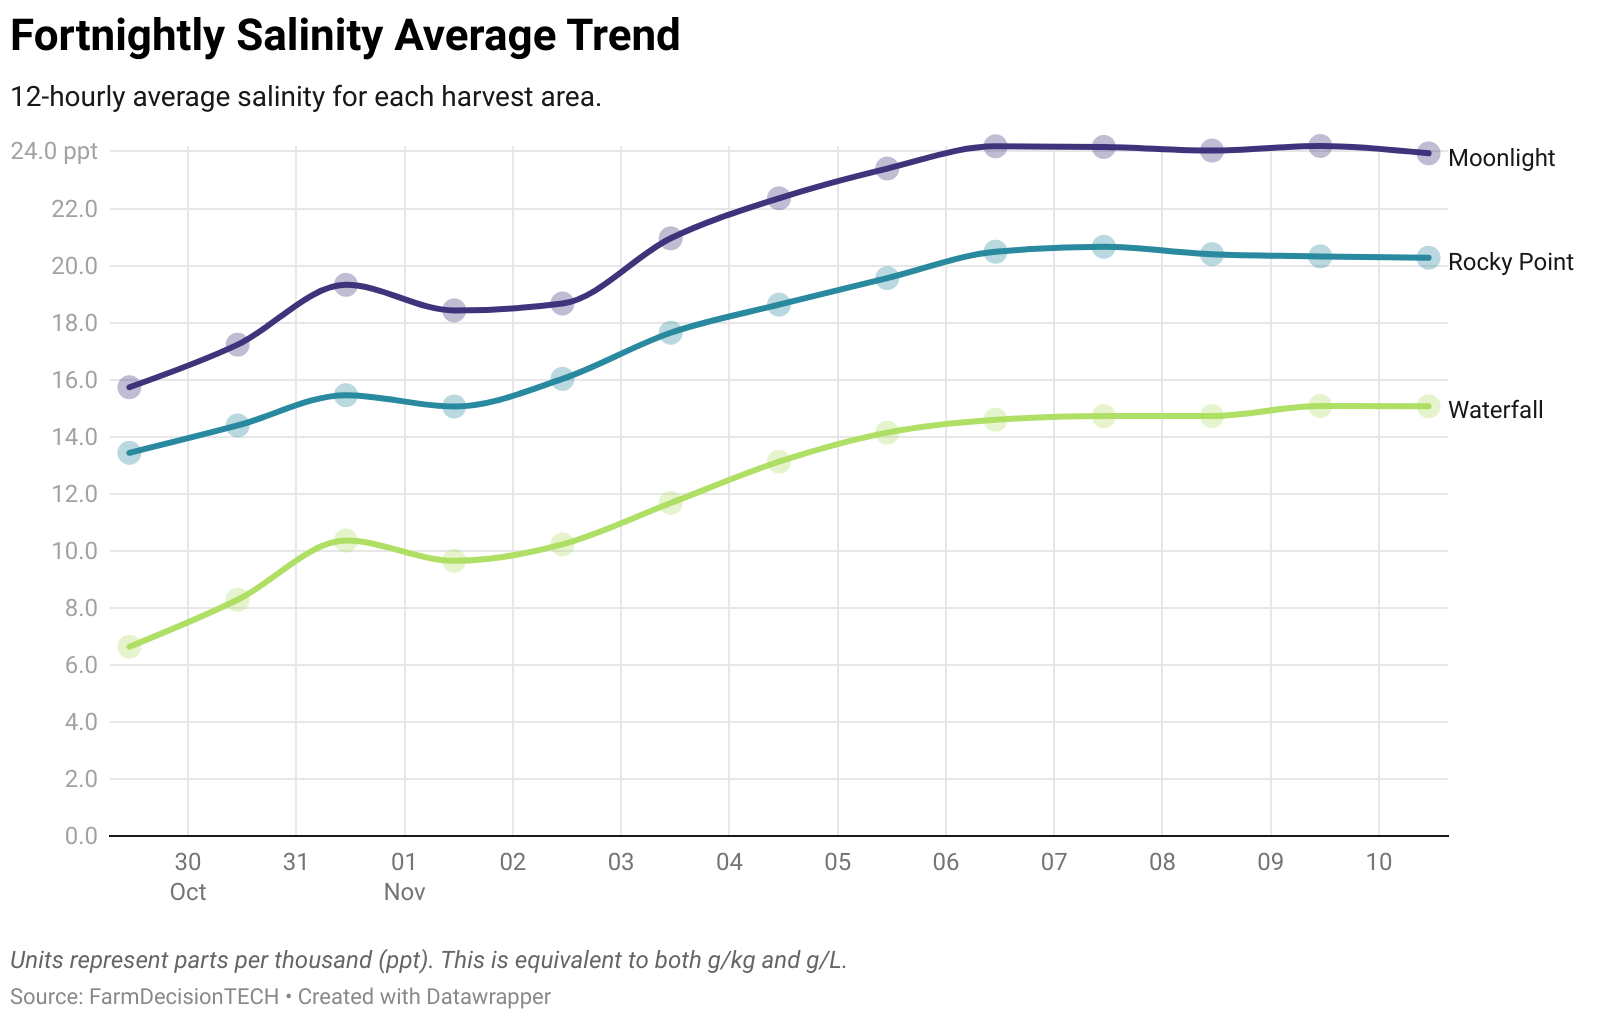 Fortnightly Salinity Average Trend
12-hourly average salinity for each harvest area.
24.0 ppt
Moonlight
22.0
20.0
Rocky Point
18.0
16.0
Waterfall
14.0
12.0
10.0
8.0
6.0
4.0
2.0
0.0
30 31 01 02 03 04 05 06 07 08 09 10
Oct Nov
Units represent parts per thousand (ppt). This is equivalent to both g/kg and g/L.
Source: FarmDecisionTECH • Created with Datawrapper